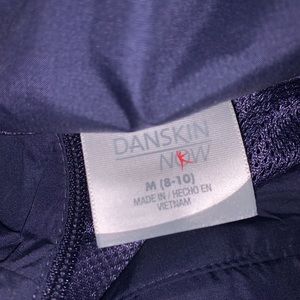 DANSKIN
NOW
M (8-10)
MADE IN / HECHO EN
VIETNAM